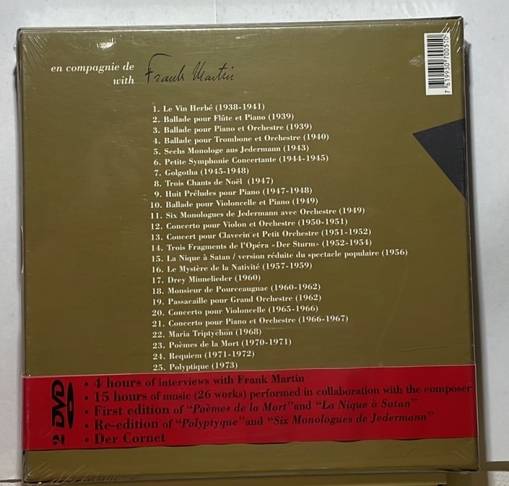 en compagnie de
with
Frank Martin
1. Le Vin Herbé (1938-1941)
2. Ballade pour Flûte et Piano (1939)
3. Ballade pour Piano et Orchestre (1939)
4. Ballade pour Trombone et Orchestre (1940)
5. Sechs Monologe aus Jedermann (1943)
6. Petite Symphonie Concertante (1944-1945)
7. Golgotha (1945-1948)
8. Trois Chants de Noël (1947)
9. Huit Préludes pour Piano (1947-1948)
10. Ballade pour Violoncelle et Piano (1949)
11. Six Monologues de Jedermann avec Orchestre (1949)
12. Concerto pour Violon et Orchestre (1950-1951)
13. Concert pour Clavecin et Petit Orchestre (1951-1952)
14. Trois Fragments de l'Opéra «Der Sturm» (1952-1954)
15. La Nique à Satan / version réduite du spectacle populaire (1956)
16. Le Mystère de la Nativité (1957-1959)
17. Drey Minnelieder (1960)
18. Monsieur de Pourceaugnac (1960-1962)
19. Passacaille pour Grand Orchestre (1962)
20. Concerto pour Violoncelle (1965-1966)
21. Concerto pour Piano et Orchestre (1966-1967)
22. Maria Triptychon (1968)
23. Poèmes de la Mort (1970-1971)
24. Requiem (1971-1972)
25. Polyptique (1973)
2 DVD
• 4 hours of interviews with Frank Martin
• 15 hours of music (26 works) performed in collaboration with the composer
• First edition of "Poèmes de la Mort" and "La Nique à Satan"
• Re-edition of "Polyptyque" and "Six Monologues de Jedermann"
• Der Cornet